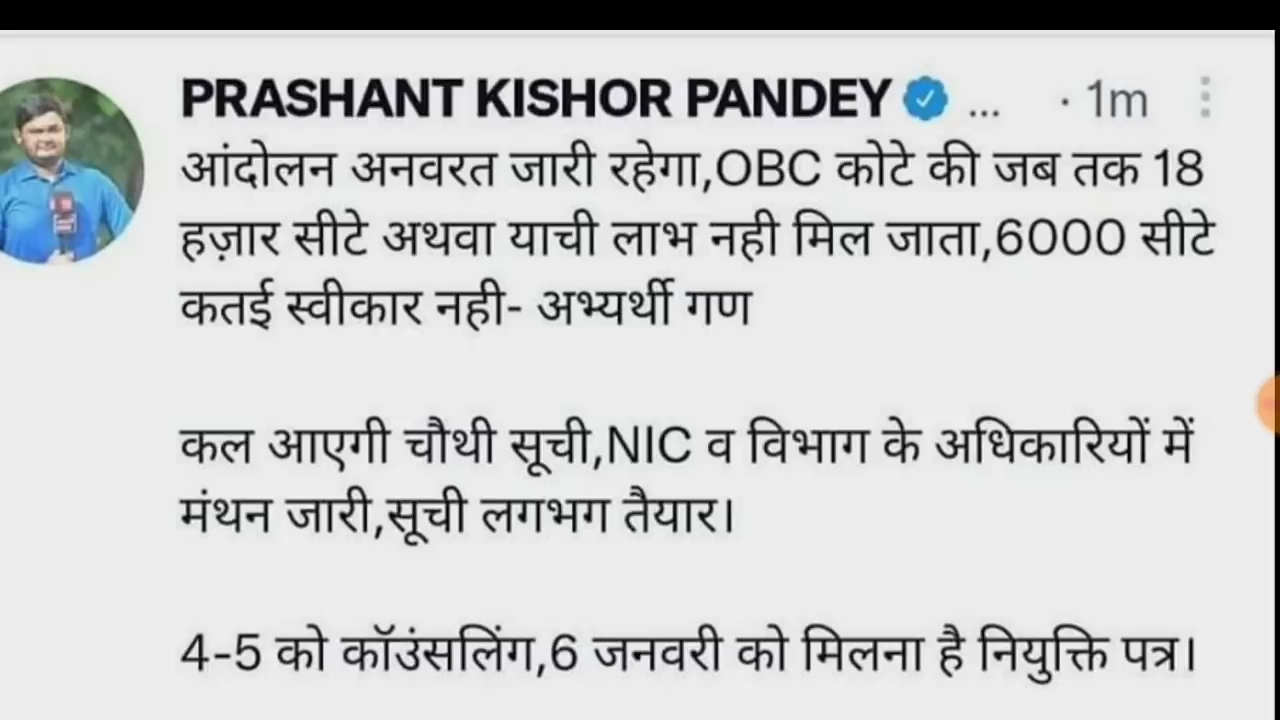 PRASHANT KISHOR PANDEY ... · 1m
आंदोलन अनवरत जारी रहेगा,OBC कोटे की जब तक 18
हज़ार सीटे अथवा याची लाभ नही मिल जाता,6000 सीटे
कतई स्वीकार नही- अभ्यर्थी गण
कल आएगी चौथी सूची,NIC व विभाग के अधिकारियों में
मंथन जारी,सूची लगभग तैयार।
4-5 को कॉउंसलिंग,6 जनवरी को मिलना है नियुक्ति पत्र।